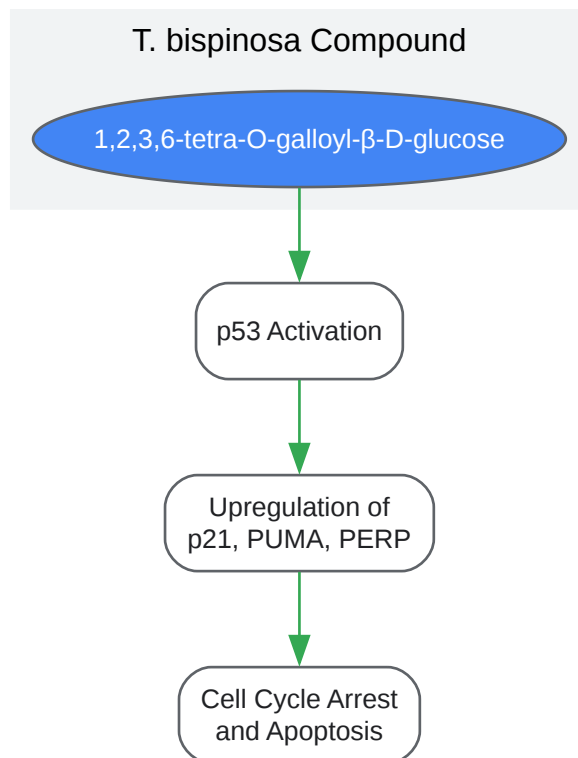 T. bispinosa Compound
1,2,3,6-tetra-O-galloyl-β-D-glucose
p53 Activation
Upregulation of
p21, PUMA, PERP
Cell Cycle Arrest
and Apoptosis